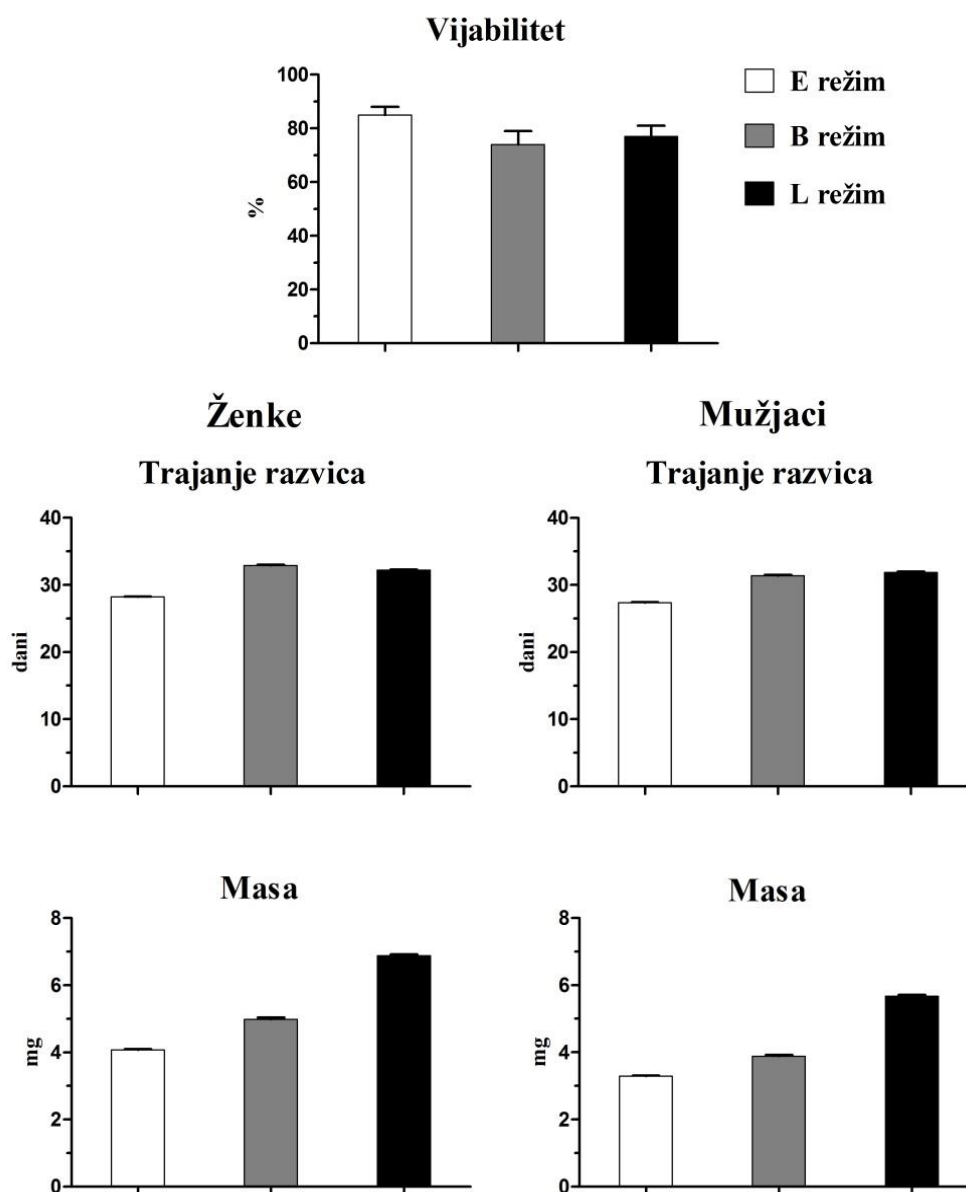 Vijabilitet
100
80
60
40
20
0
%
E režim
B režim
L režim
Ženke
Mužjaci
Trajanje razvica
Trajanje razvica
40
30
20
10
0
dani
40
30
20
10
0
dani
Masa
Masa
8
6
4
2
0
mg
8
6
4
2
0
mg